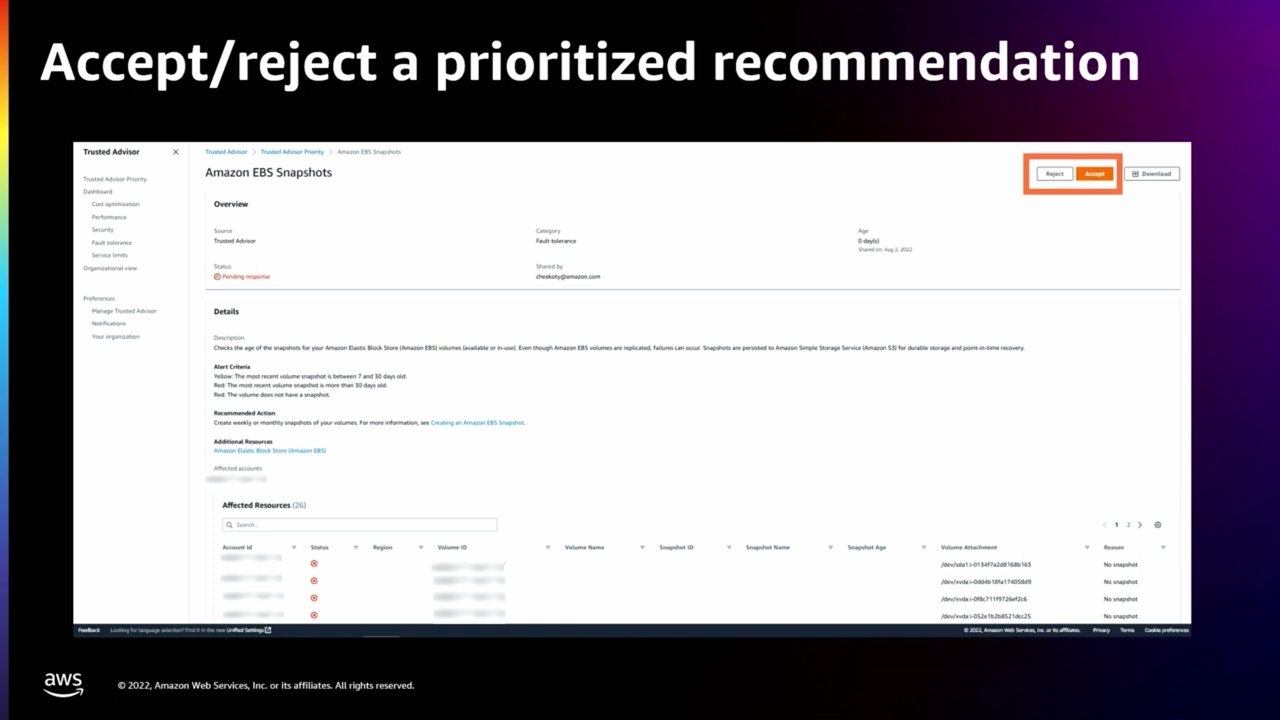 Accept/reject a prioritized recommendation
Trusted Advisor
Trusted Advisor Priority
Dashboard
Cost optimization
Performance
Security
Fault tolerance
Service limits
Organizational view
Preferences
Manage Trusted Advisor
Notifications
Your organization
Trusted Advisor > Trusted Advisor Priority > Amazon EBS Snapshots
Amazon EBS Snapshots
Reject Accept Download
Overview
Source Category Age
Trusted Advisor Fault tolerance 0 day(s)
Shared on: Aug 2, 2022
Status Shared by
Pending response cheekoty@amazon.com
Details
Description
Checks the age of the snapshots for your Amazon Elastic Block Store (Amazon EBS) volumes (available or in-use). Even though Amazon EBS volumes are replicated, failures can occur. Snapshots are persisted to Amazon Simple Storage Service (Amazon S3) for durable storage and point-in-time recovery.
Alert Criteria
Yellow: The most recent volume snapshot is between 7 and 30 days old.
Red: The most recent volume snapshot is more than 30 days old.
Red: The volume does not have a snapshot.
Recommended Action
Create weekly or monthly snapshots of your volumes. For more information, see Creating an Amazon EBS Snapshot.
Additional Resources
Amazon Elastic Block Store (Amazon EBS)
Affected accounts
Affected Resources (26)
Search...
< 1 2 >
Account Id Status Region Volume ID Volume Name Snapshot ID Snapshot Name Snapshot Age Volume Attachment Reason
/dev/sda1:i-0134f7a2d8168b163 No snapshot
/dev/xvda:i-0dd4b18fa174058d9 No snapshot
/dev/xvda:i-0f8c711f9726ef2c6 No snapshot
/dev/xvda:i-052e1b2b8521dcc25 No snapshot
Feedback Looking for language selection? Find it in the new Unified Settings © 2022, Amazon Web Services, Inc. or its affiliates. Privacy Terms Cookie preferences
aws
© 2022, Amazon Web Services, Inc. or its affiliates. All rights reserved.